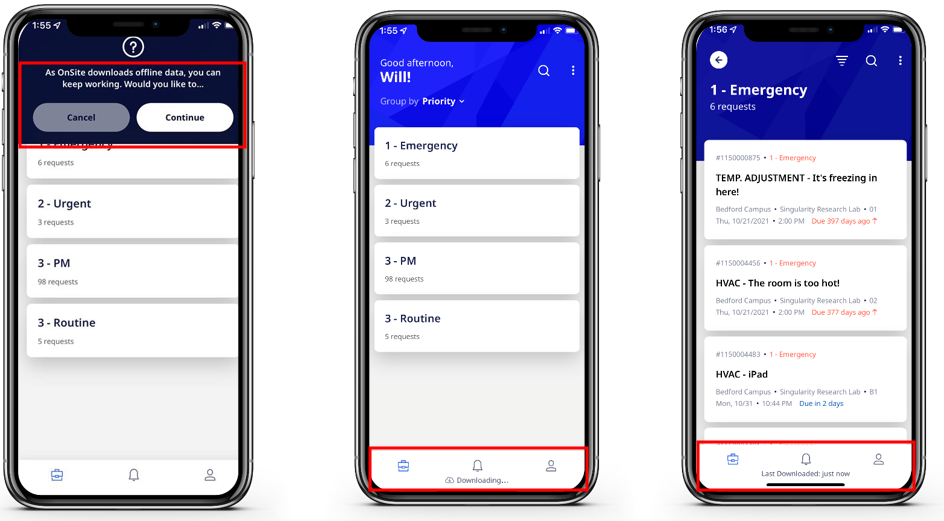 1:55
As OnSite downloads offline data, you can
keep working. Would you like to...
Cancel
Continue
1 - Emergency
6 requests
2 - Urgent
3 requests
3 - PM
98 requests
3 - Routine
5 requests
1:55
Good afternoon,
Will!
Group by Priority
1 - Emergency
6 requests
2 - Urgent
3 requests
3 - PM
98 requests
3 - Routine
5 requests
Downloading...
1:56
1 - Emergency
6 requests
#1150000875 • 1 - Emergency
TEMP. ADJUSTMENT - It's freezing in
here!
Bedford Campus • Singularity Research Lab • 01
Thu, 10/21/2021 • 2:00 PM Due 397 days ago
#1150004456 • 1 - Emergency
HVAC - The room is too hot!
Bedford Campus • Singularity Research Lab • 02
Thu, 10/21/2021 • 2:00 PM Due 377 days ago
#1150004483 • 1 - Emergency
HVAC - iPad
Bedford Campus • Singularity Research Lab • B1
Mon, 10/31 • 10:44 PM Due in 2 days
Last Downloaded: just now